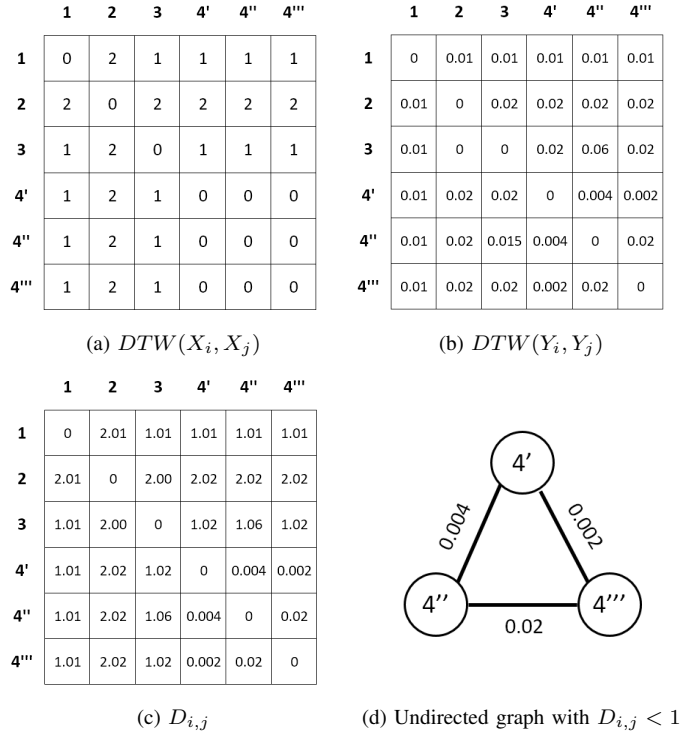 1 2 3 4' 4'' 4'''
1 0 2 1 1 1 1
2 2 0 2 2 2 2
3 1 2 0 1 1 1
4' 1 2 1 0 0 0
4'' 1 2 1 0 0 0
4''' 1 2 1 0 0 0
(a) DTW(X_i, X_j)
1 2 3 4' 4'' 4'''
1 0 0.01 0.01 0.01 0.01 0.01
2 0.01 0 0.02 0.02 0.02 0.02
3 0.01 0 0 0.02 0.06 0.02
4' 0.01 0.02 0.02 0 0.004 0.002
4'' 0.01 0.02 0.015 0.004 0 0.02
4''' 0.01 0.02 0.02 0.002 0.02 0
(b) DTW(Y_i, Y_j)
1 2 3 4' 4'' 4'''
1 0 2.01 1.01 1.01 1.01 1.01
2 2.01 0 2.00 2.02 2.02 2.02
3 1.01 2.00 0 1.02 1.06 1.02
4' 1.01 2.02 1.02 0 0.004 0.002
4'' 1.01 2.02 1.06 0.004 0 0.02
4''' 1.01 2.02 1.02 0.002 0.02 0
(c) D_{i,j}
4'
0.004 0.002
4'' 4'''
0.02
(d) Undirected graph with D_{i,j} < 1